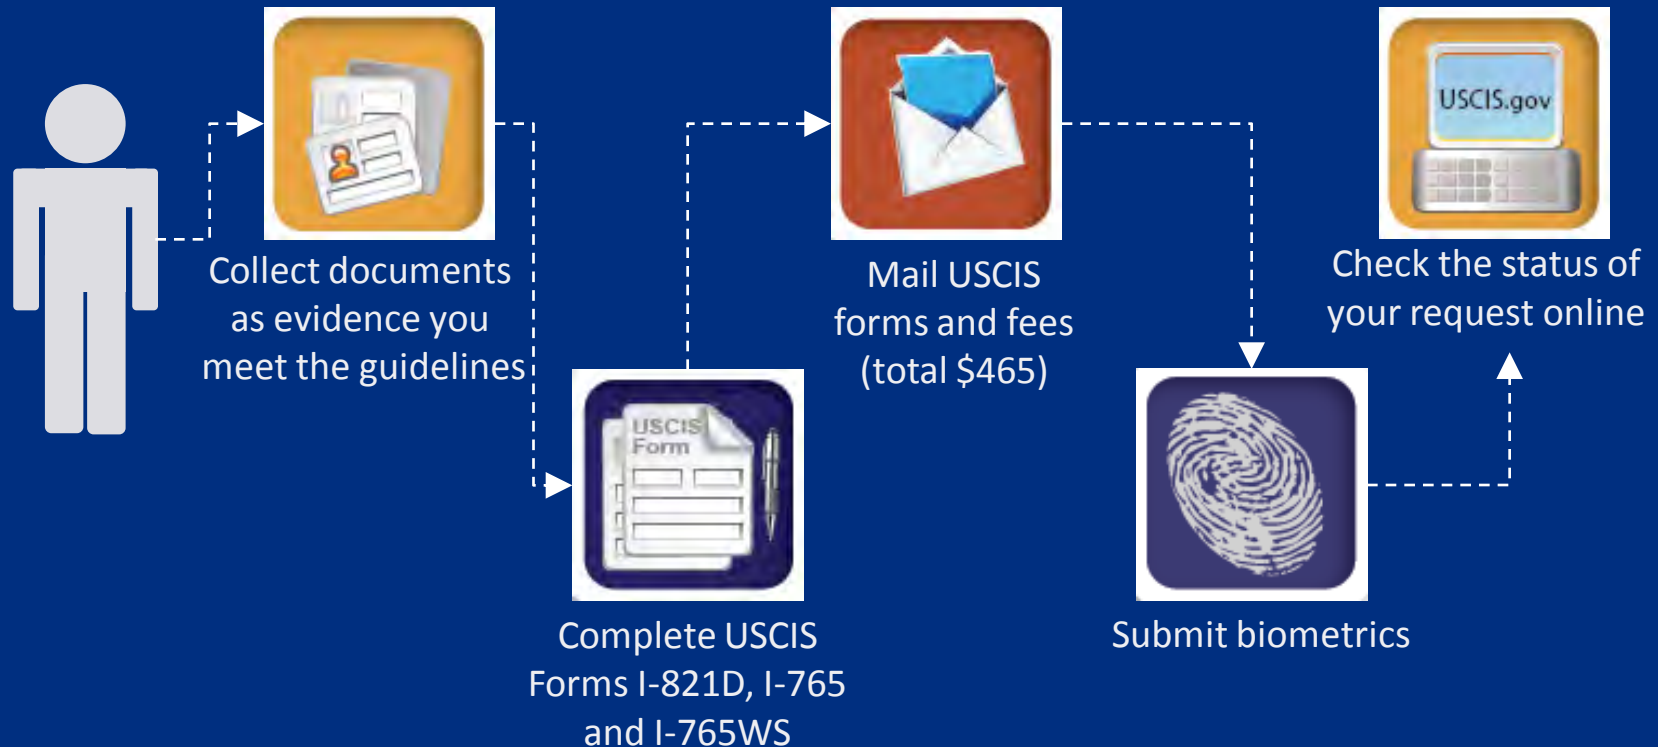 Collect documents
as evidence you
meet the guidelines
USCIS
Form
Complete USCIS
Forms I-821D, I-765
and I-765WS
Mail USCIS
forms and fees
(total $465)
Submit biometrics
USCIS.gov
Check the status of
your request online